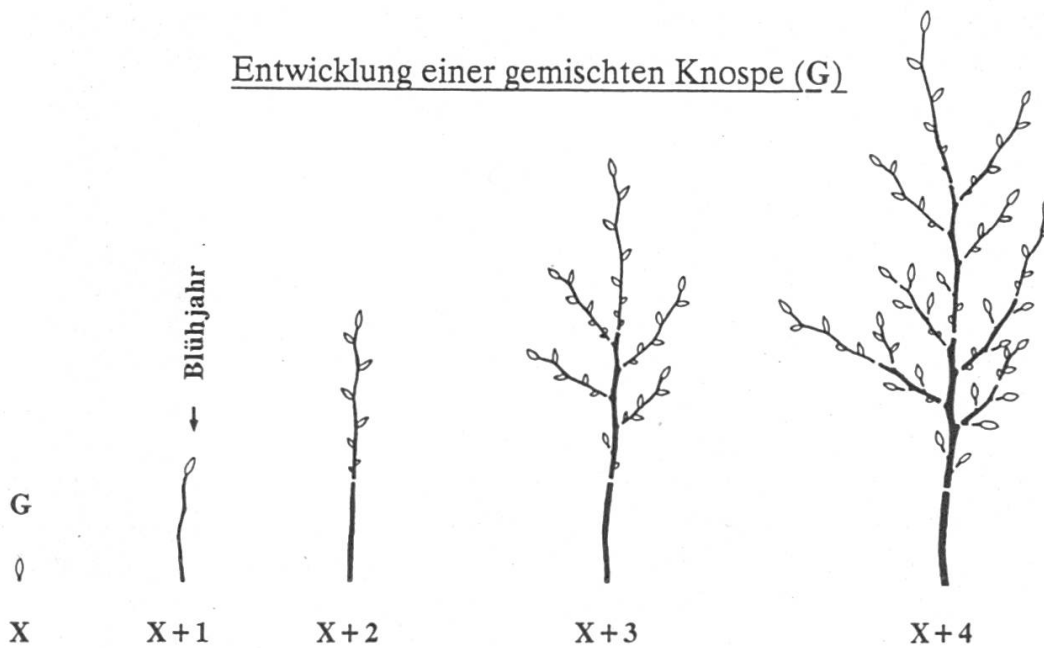 Entwicklung einer gemischten Knospe (G)
Blühjahr
G
X
X+1
X+2
X+3
X+4